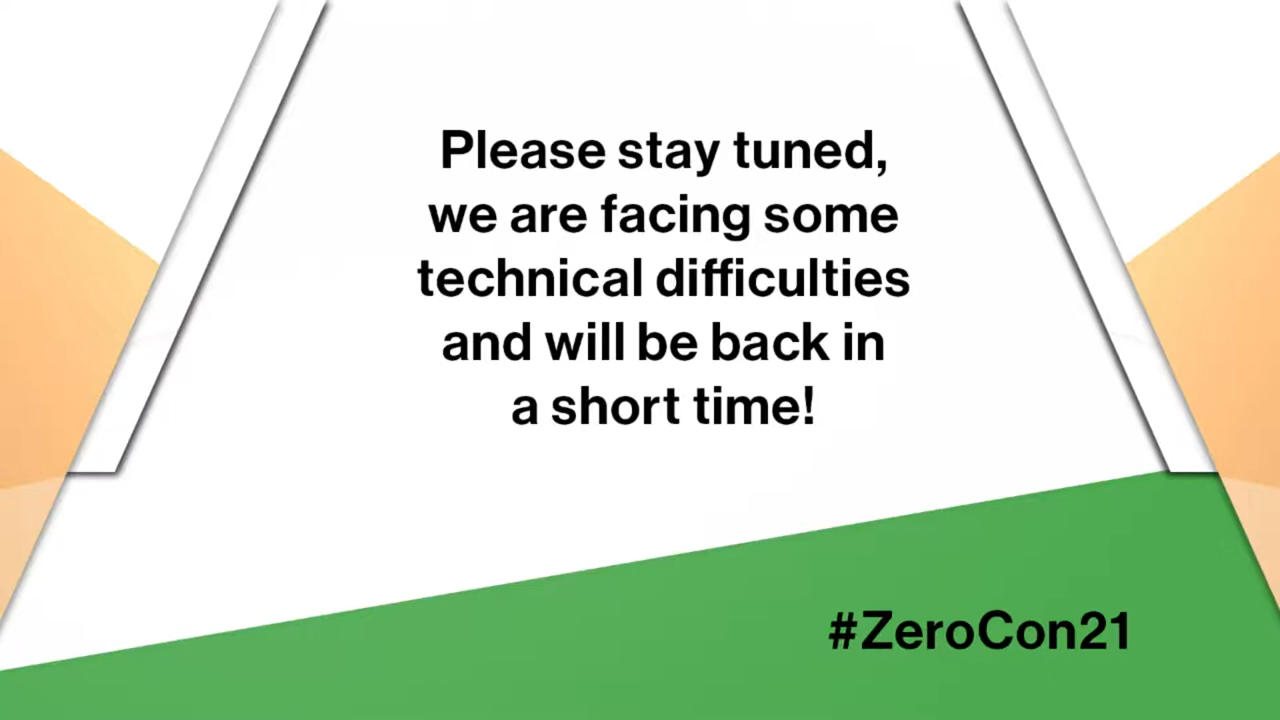 Please stay tuned,
we are facing some
technical difficulties
and will be back in
a short time!
#ZeroCon21